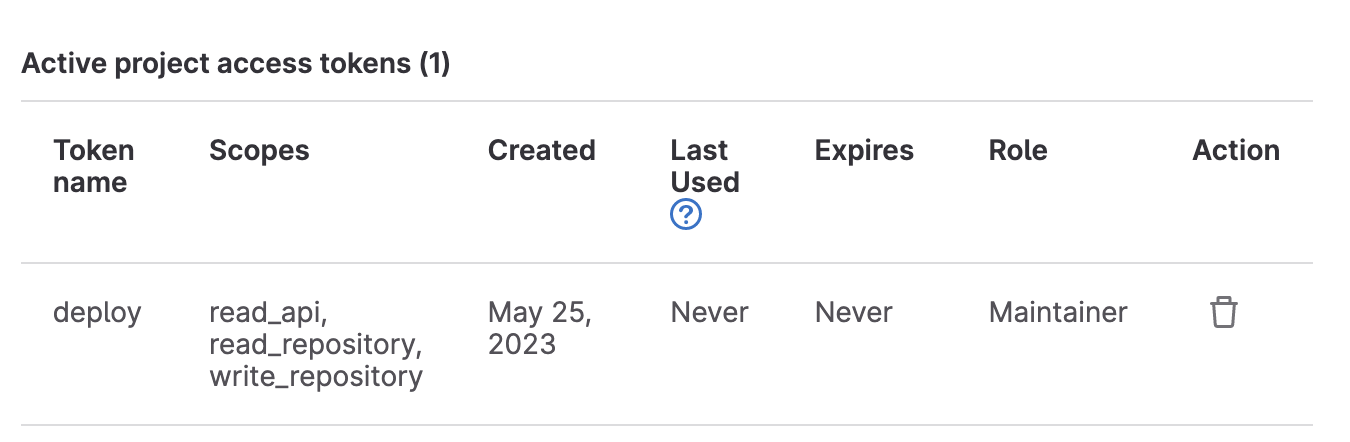 Active project access tokens (1)
Token name	Scopes	Created	Last Used ?	Expires	Role	Action
deploy	read_api, read_repository, write_repository	May 25, 2023	Never	Never	Maintainer